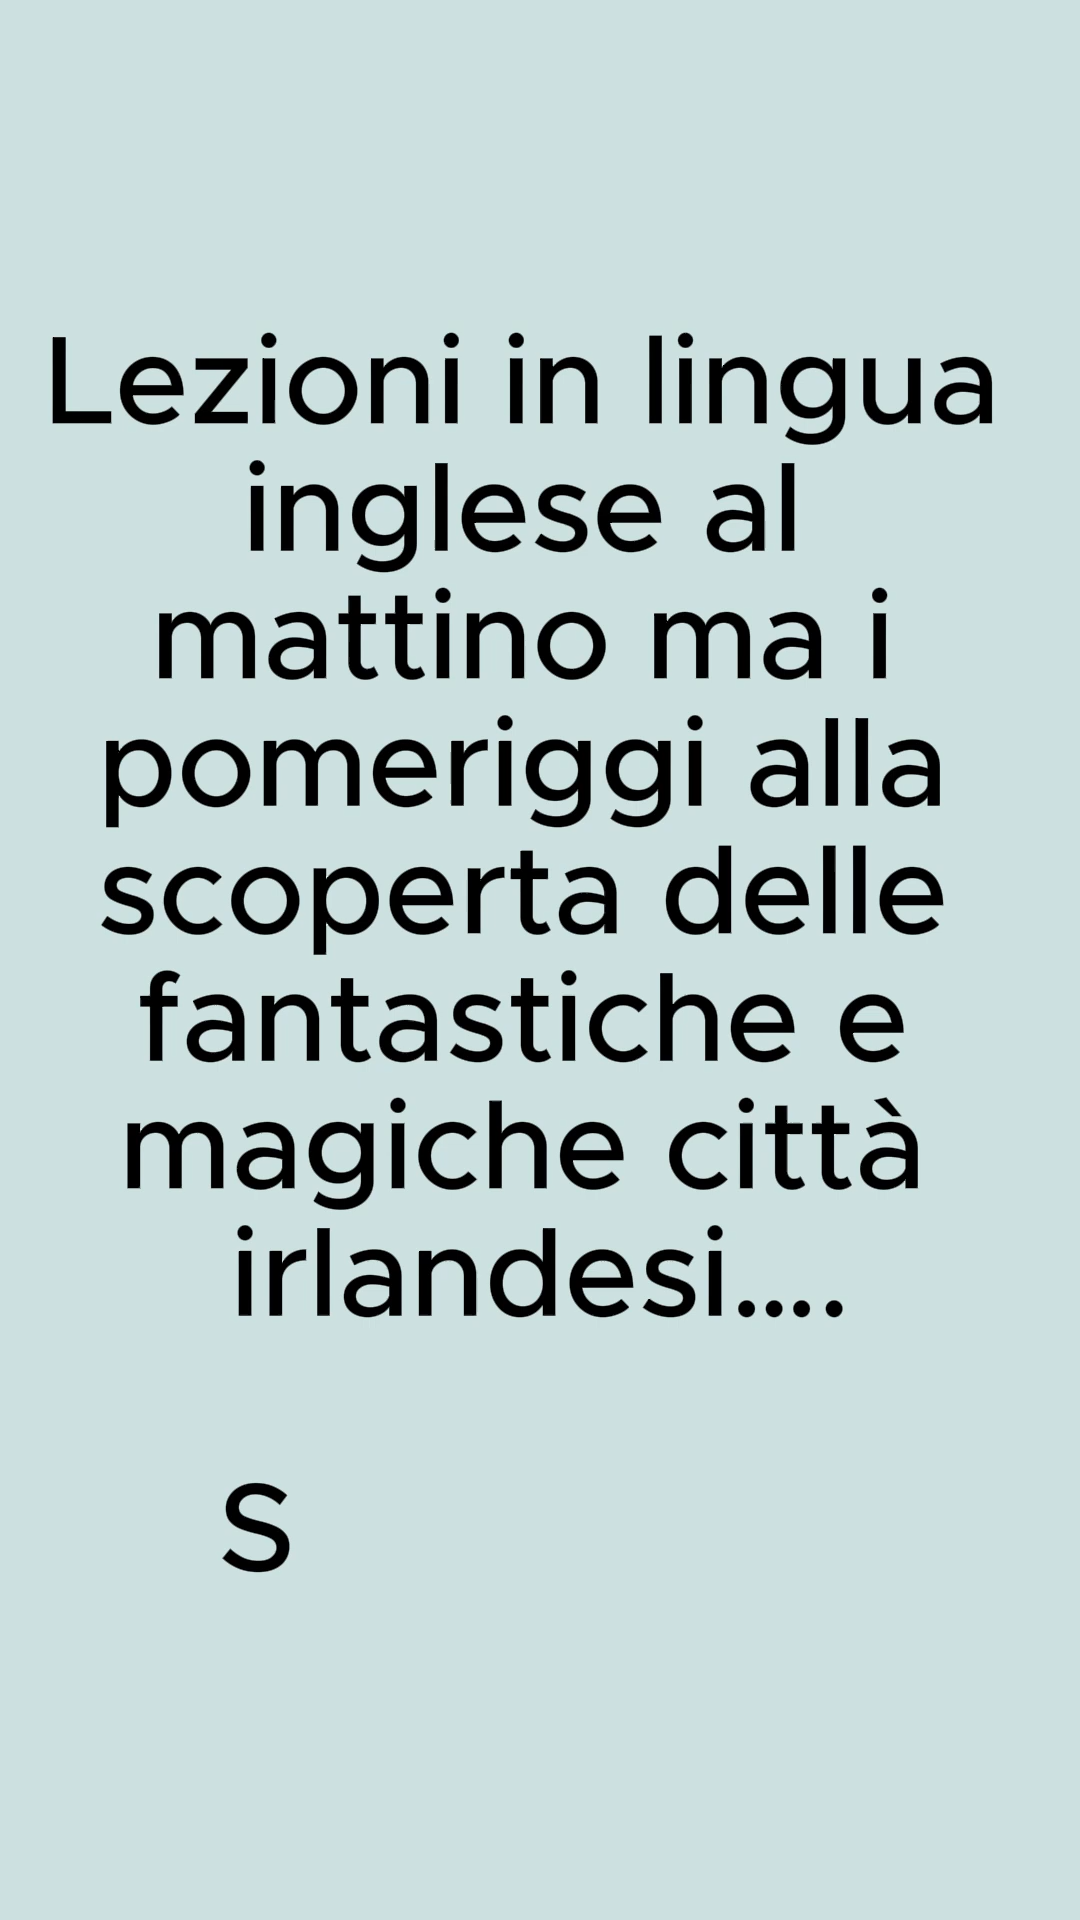 Lezioni in lingua
inglese al
mattino ma i
pomeriggi alla
scoperta delle
fantastiche e
magiche città
irlandesi....
S